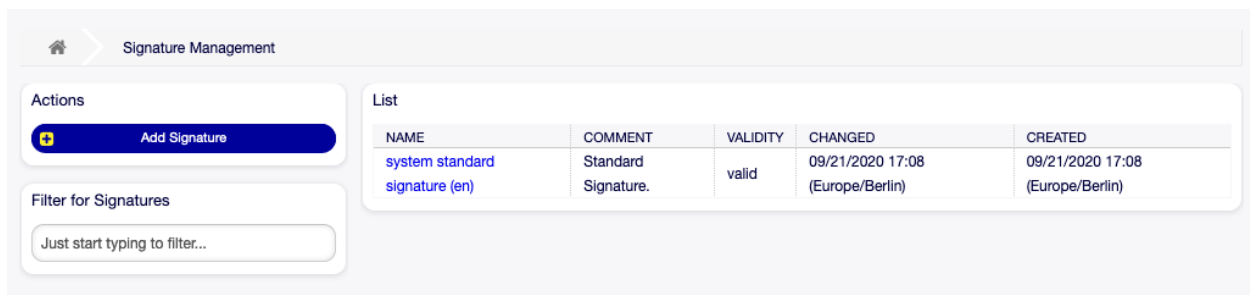 Signature Management
Actions
Add Signature
Filter for Signatures
Just start typing to filter...
List
NAME COMMENT VALIDITY CHANGED CREATED
system standard Standard valid 09/21/2020 17:08 09/21/2020 17:08
signature (en) Signature. (Europe/Berlin) (Europe/Berlin)